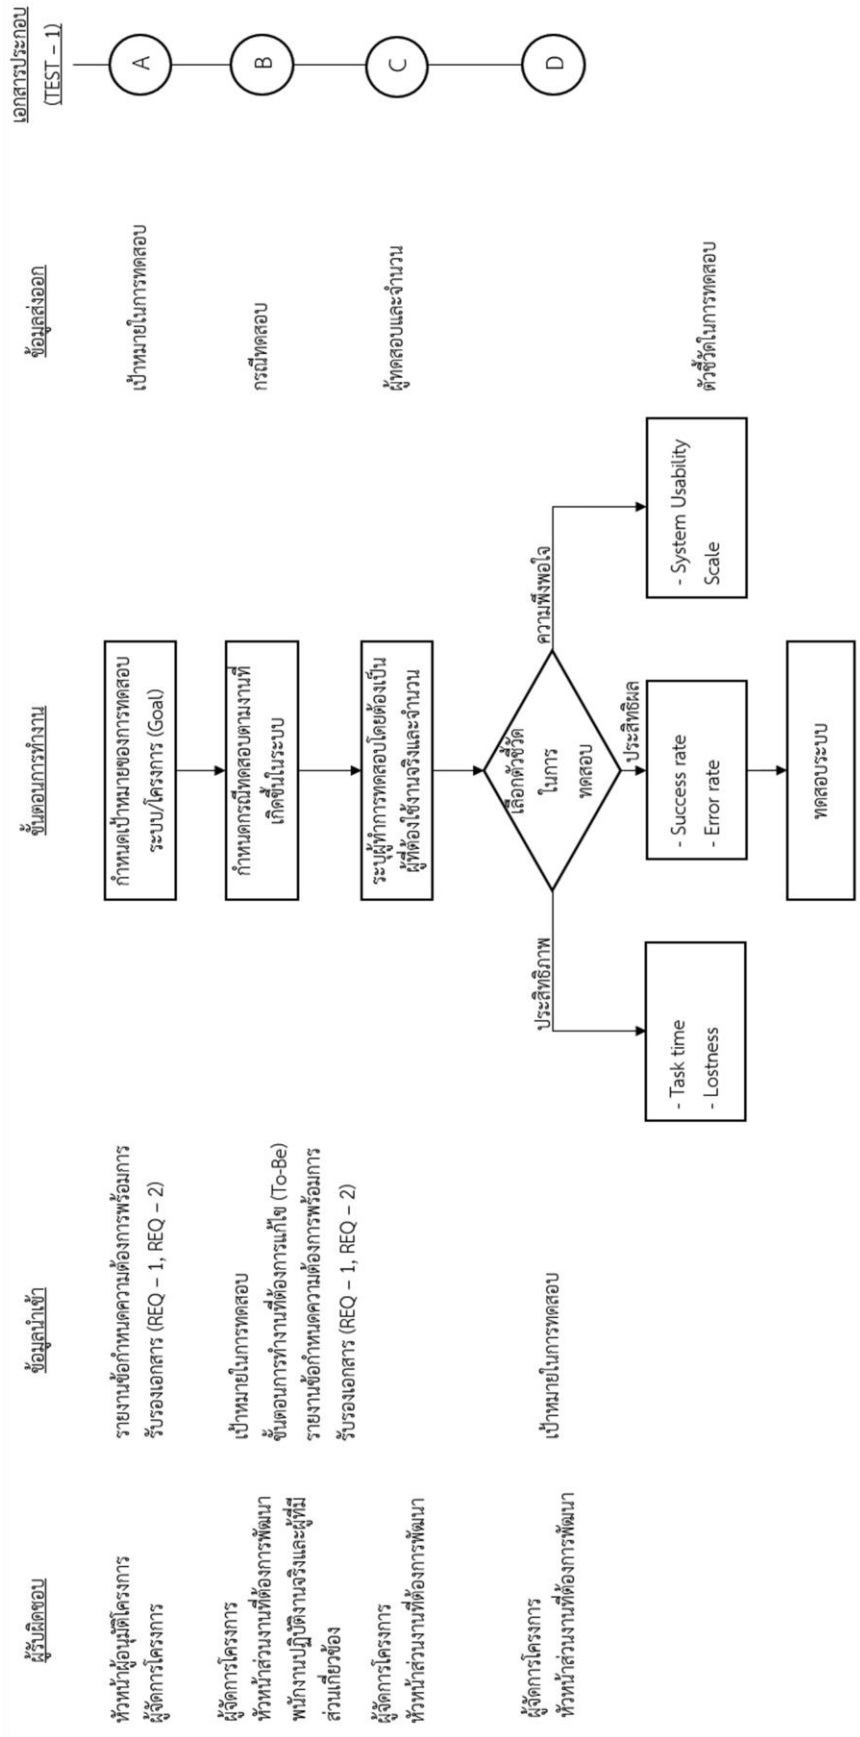 ผู้รับผิดชอบ
ข้อมูลนำเข้า
ขั้นตอนการทำงาน
ข้อมูลส่งออก
เอกสารประกอบ
(TEST – 1)
หัวหน้าผู้อนุมัติโครงการ
ผู้จัดการโครงการ
รายงานข้อกำหนดความต้องการพร้อมการ
รับรองเอกสาร (REQ – 1, REQ – 2)
กำหนดเป้าหมายของการทดสอบ
ระบบ/โครงการ (Goal)
เป้าหมายในการทดสอบ
A
ผู้จัดการโครงการ
หัวหน้าส่วนงานที่ต้องการพัฒนา
พนักงานปฏิบัติงานจริงและผู้ที่มี
ส่วนเกี่ยวข้อง
เป้าหมายในการทดสอบ
ขั้นตอนการทำงานที่ต้องการแก้ไข (To-Be)
รายงานข้อกำหนดความต้องการพร้อมการ
รับรองเอกสาร (REQ – 1, REQ – 2)
กำหนดกรณีทดสอบตามงานที่
เกิดขึ้นในระบบ
กรณีทดสอบ
B
ผู้จัดการโครงการ
หัวหน้าส่วนงานที่ต้องการพัฒนา
ระบุผู้ทำการทดสอบโดยต้องเป็น
ผู้ที่ต้องใช้งานจริงและจำนวน
ผู้ทดสอบและจำนวน
C
ผู้จัดการโครงการ
หัวหน้าส่วนงานที่ต้องการพัฒนา
เป้าหมายในการทดสอบ
เลือกตัวชี้วัด
ในการ
ทดสอบ
D
ประสิทธิภาพ
ประสิทธิผล
ความพึงพอใจ
- Task time
- Lostness
- Success rate
- Error rate
- System Usability
Scale
ตัวชี้วัดในการทดสอบ
ทดสอบระบบ